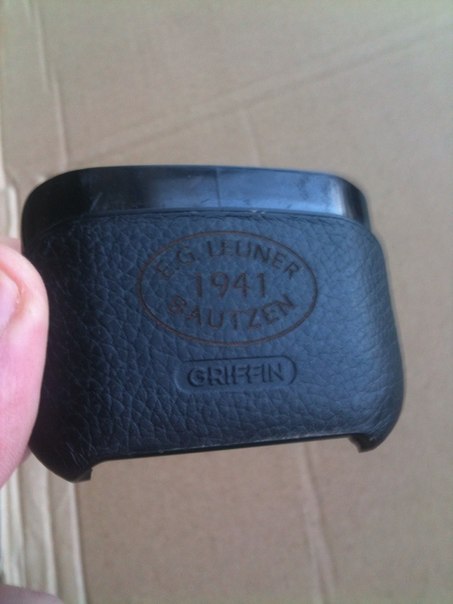 E.G. LEUNER
1941
BAUTZEN
GRIFFIN